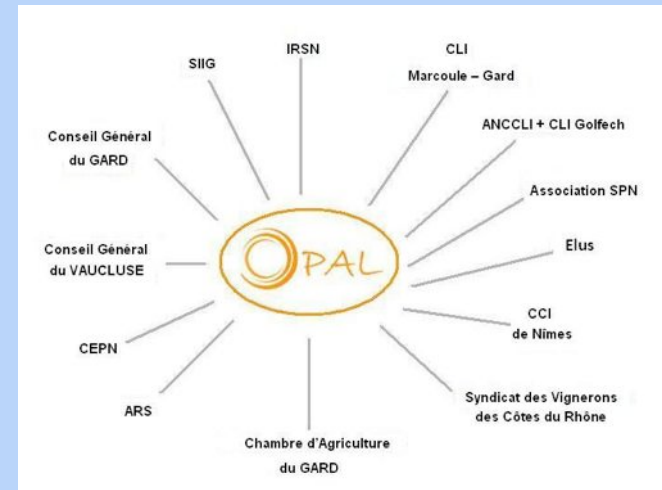 IRSN
SIIG
CLI
Marcoule – Gard
ANCCLI + CLI Golfech
Conseil Général
du GARD
Association SPN
Elus
Conseil Général
du VAUCLUSE
OPAL
CCI
de Nîmes
CEPN
ARS
Syndicat des Vignerons
des Côtes du Rhône
Chambre d'Agriculture
du GARD